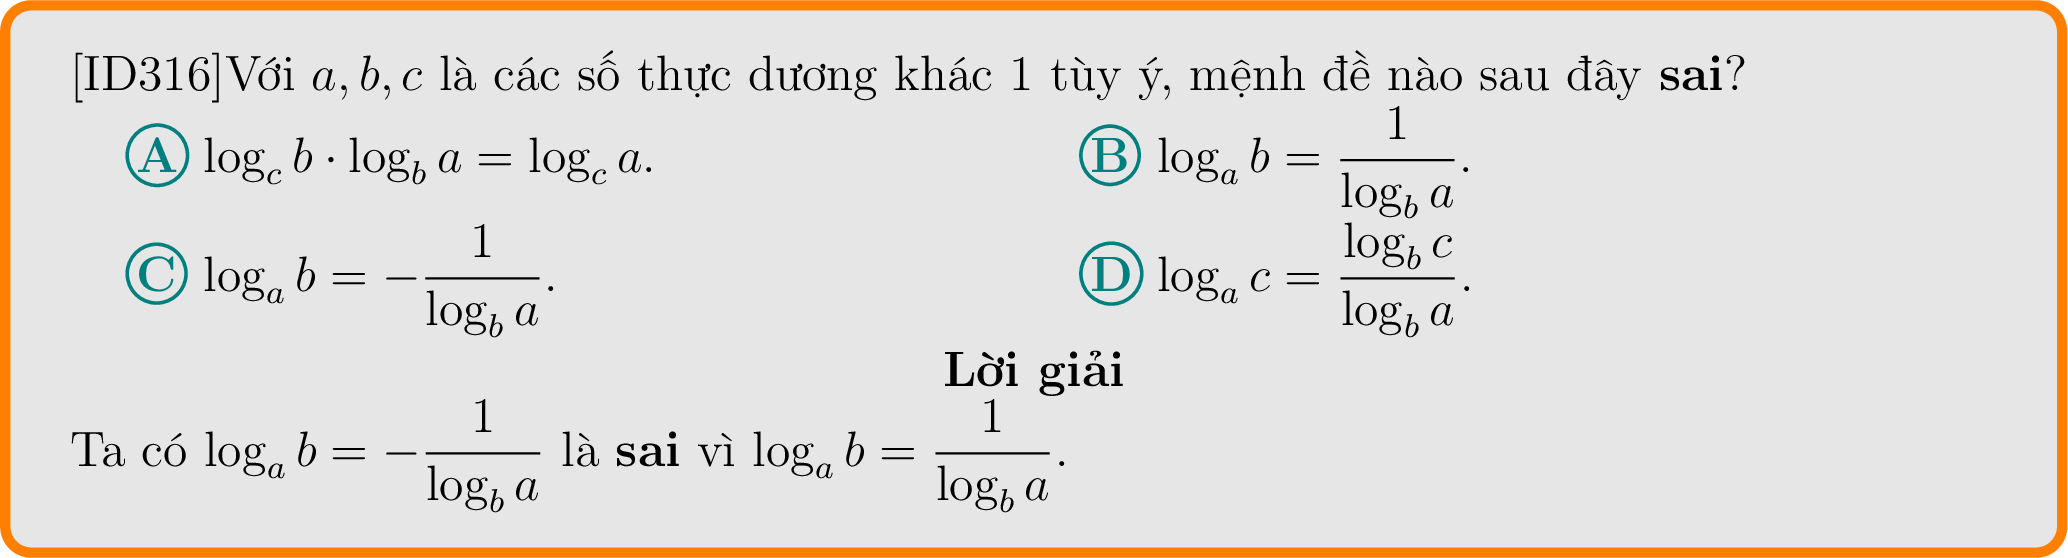 [ID316]Với a, b, c là các số thực dương khác 1 tùy ý, mệnh đề nào sau đây sai?
A log_c b · log_b a = log_c a. B log_a b = \frac{1}{log_b a}.
C log_a b = −\frac{1}{log_b a}. D log_a c = \frac{log_b c}{log_b a}.
Lời giải
Ta có log_a b = −\frac{1}{log_b a} là sai vì log_a b = \frac{1}{log_b a}.